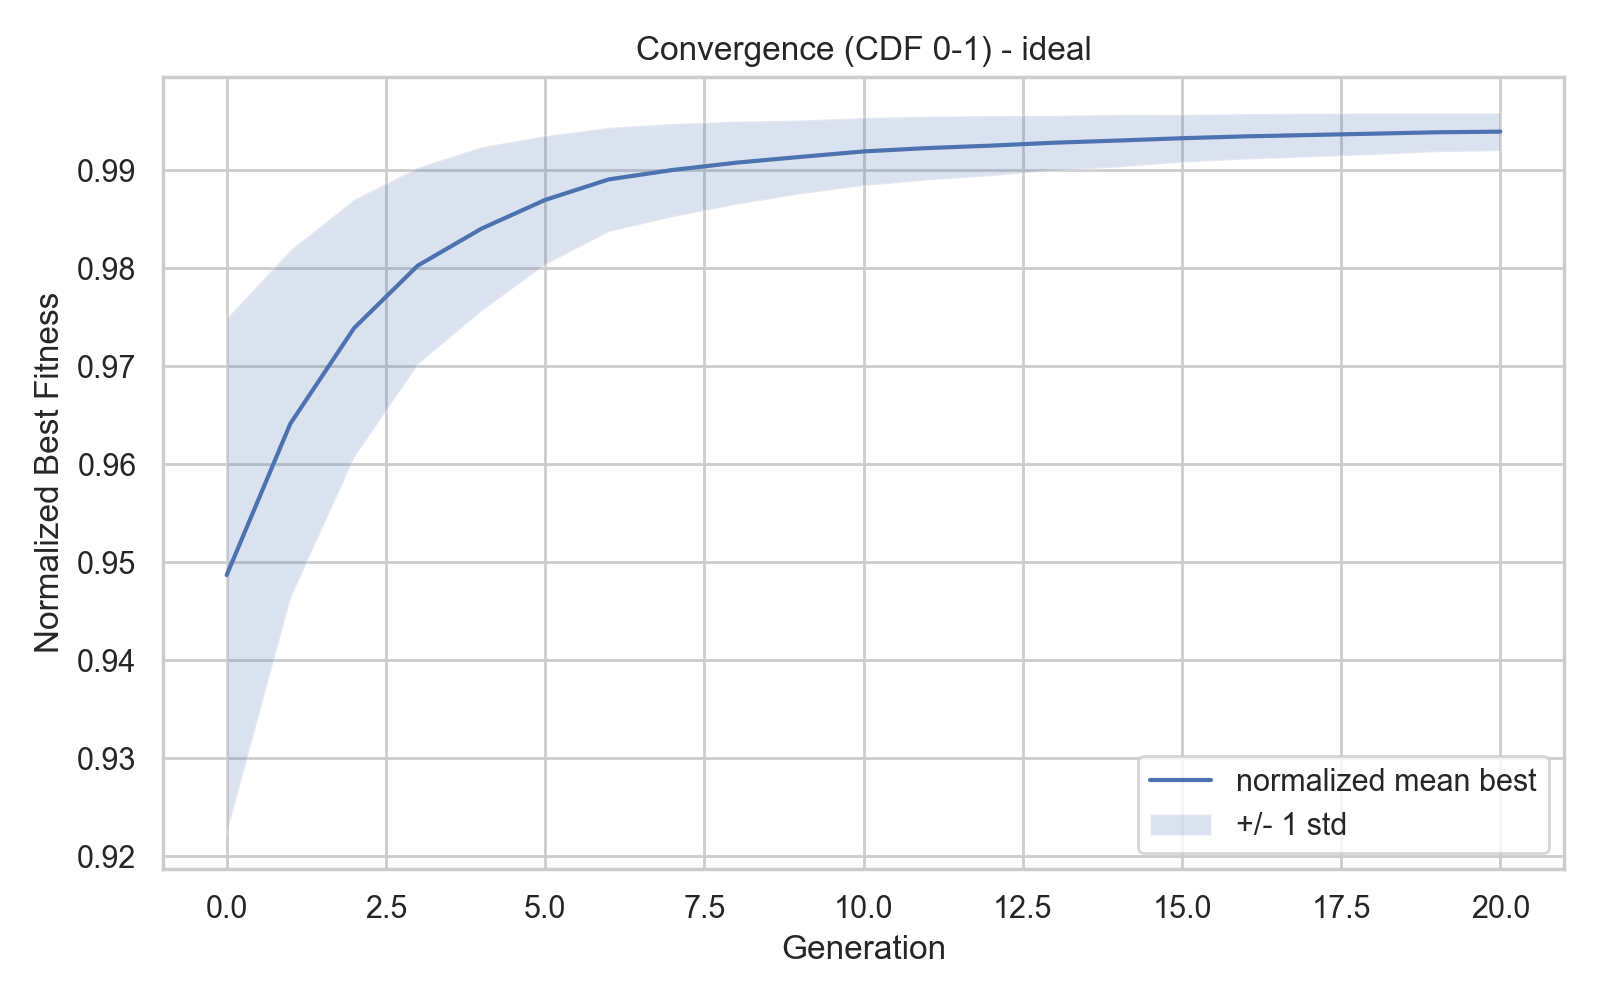 Convergence (CDF 0-1) - ideal
Normalized Best Fitness
0.99
0.98
0.97
0.96
0.95
0.94
0.93
0.92
normalized mean best
+/- 1 std
0.0 2.5 5.0 7.5 10.0 12.5 15.0 17.5 20.0
Generation